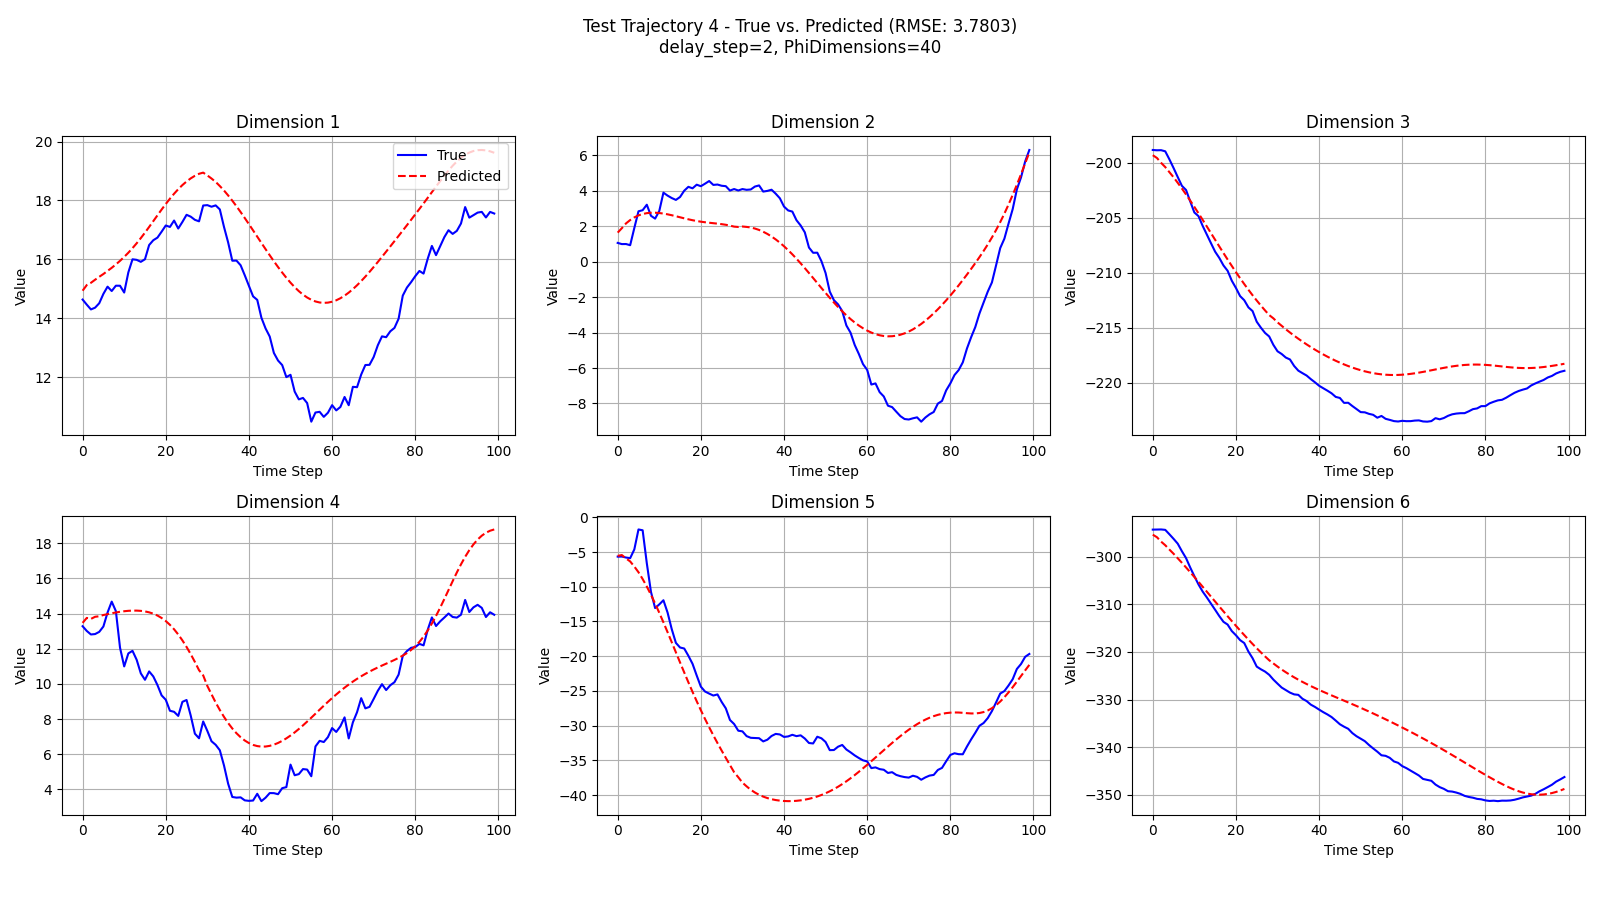 Test Trajectory 4 - True vs. Predicted (RMSE: 3.7803)
delay_step=2, PhiDimensions=40
Dimension 1
20
18
16
14
12
Value
0 20 40 60 80 100
Time Step
True
Predicted
Dimension 2
6
4
2
0
−2
−4
−6
−8
Value
0 20 40 60 80 100
Time Step
Dimension 3
−200
−205
−210
−215
−220
Value
0 20 40 60 80 100
Time Step
Dimension 4
18
16
14
12
10
8
6
4
Value
0 20 40 60 80 100
Time Step
Dimension 5
0
−5
−10
−15
−20
−25
−30
−35
−40
Value
0 20 40 60 80 100
Time Step
Dimension 6
−300
−310
−320
−330
−340
−350
Value
0 20 40 60 80 100
Time Step